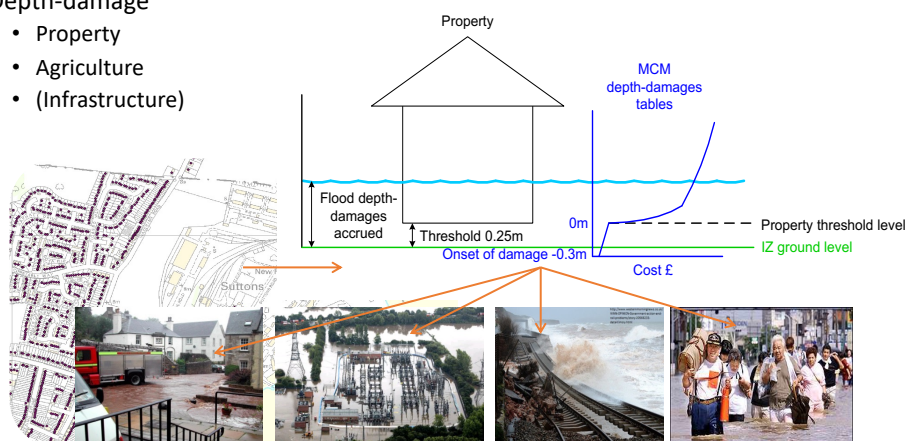 Depth-damage
• Property
• Agriculture
• (Infrastructure)
Property
MCM
depth-damages
tables
Flood depth-
damages
accrued
Threshold 0.25m
0m
Property threshold level
IZ ground level
Onset of damage -0.3m
Cost £
Suttons